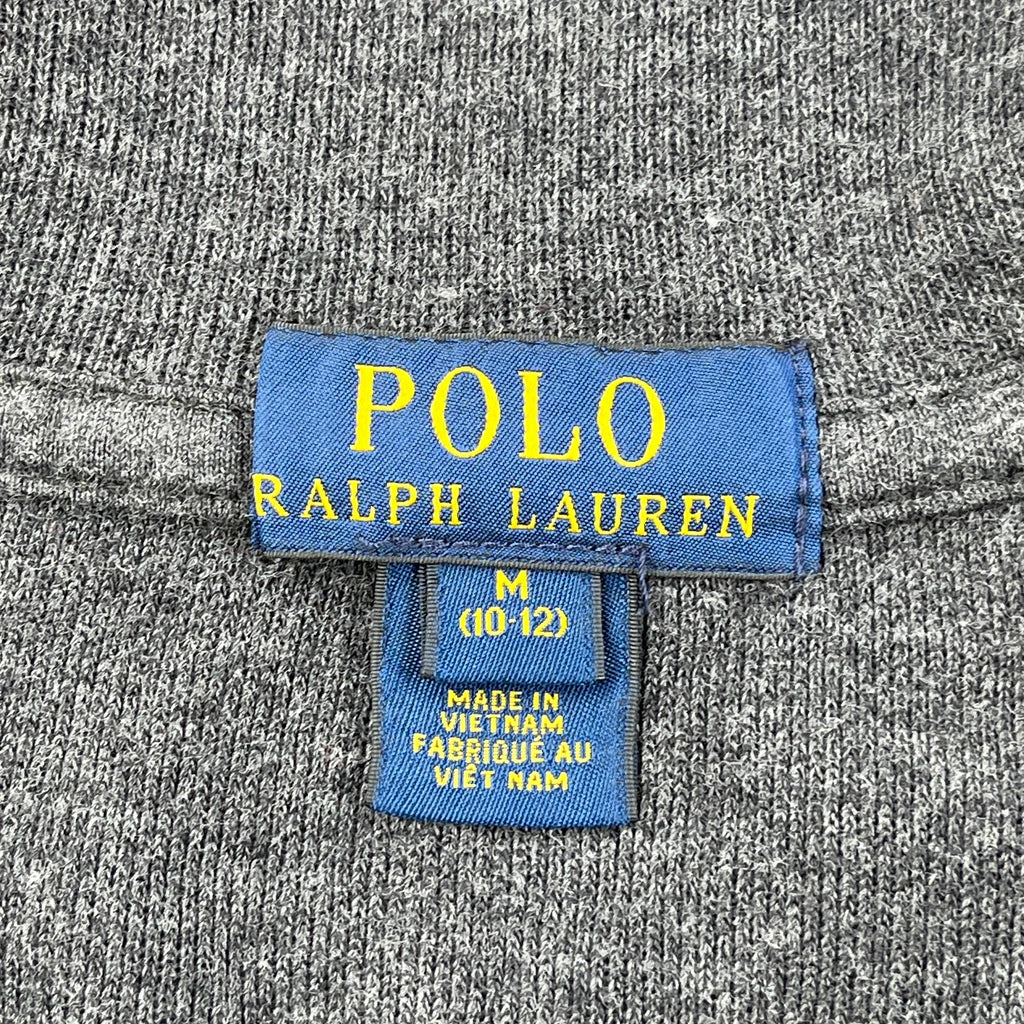 POLO
RALPH LAUREN
M
(10-12)
MADE IN
VIETNAM
FABRIQUÉ AU
VIÊT NAM